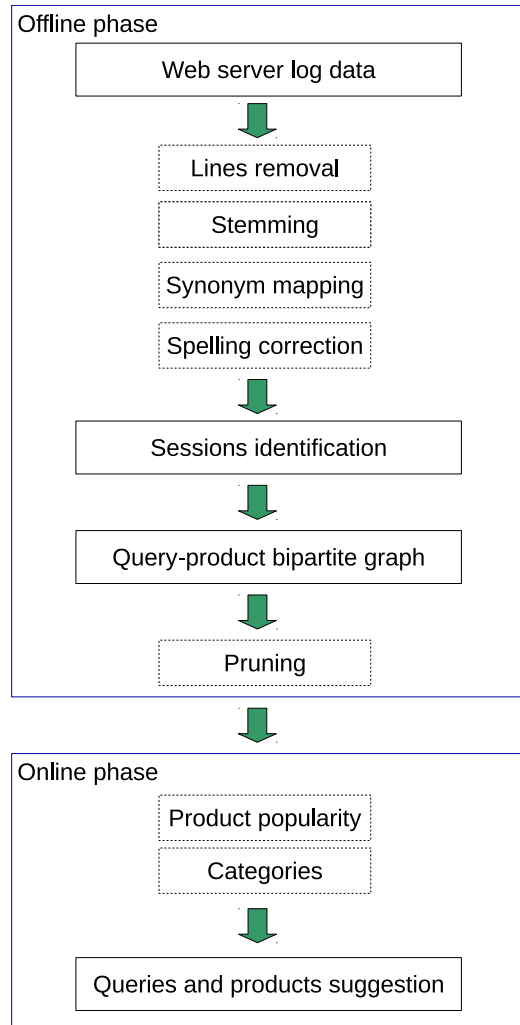 Offline phase
Web server log data
Lines removal
Stemming
Synonym mapping
Spelling correction
Sessions identification
Query-product bipartite graph
Pruning
Online phase
Product popularity
Categories
Queries and products suggestion